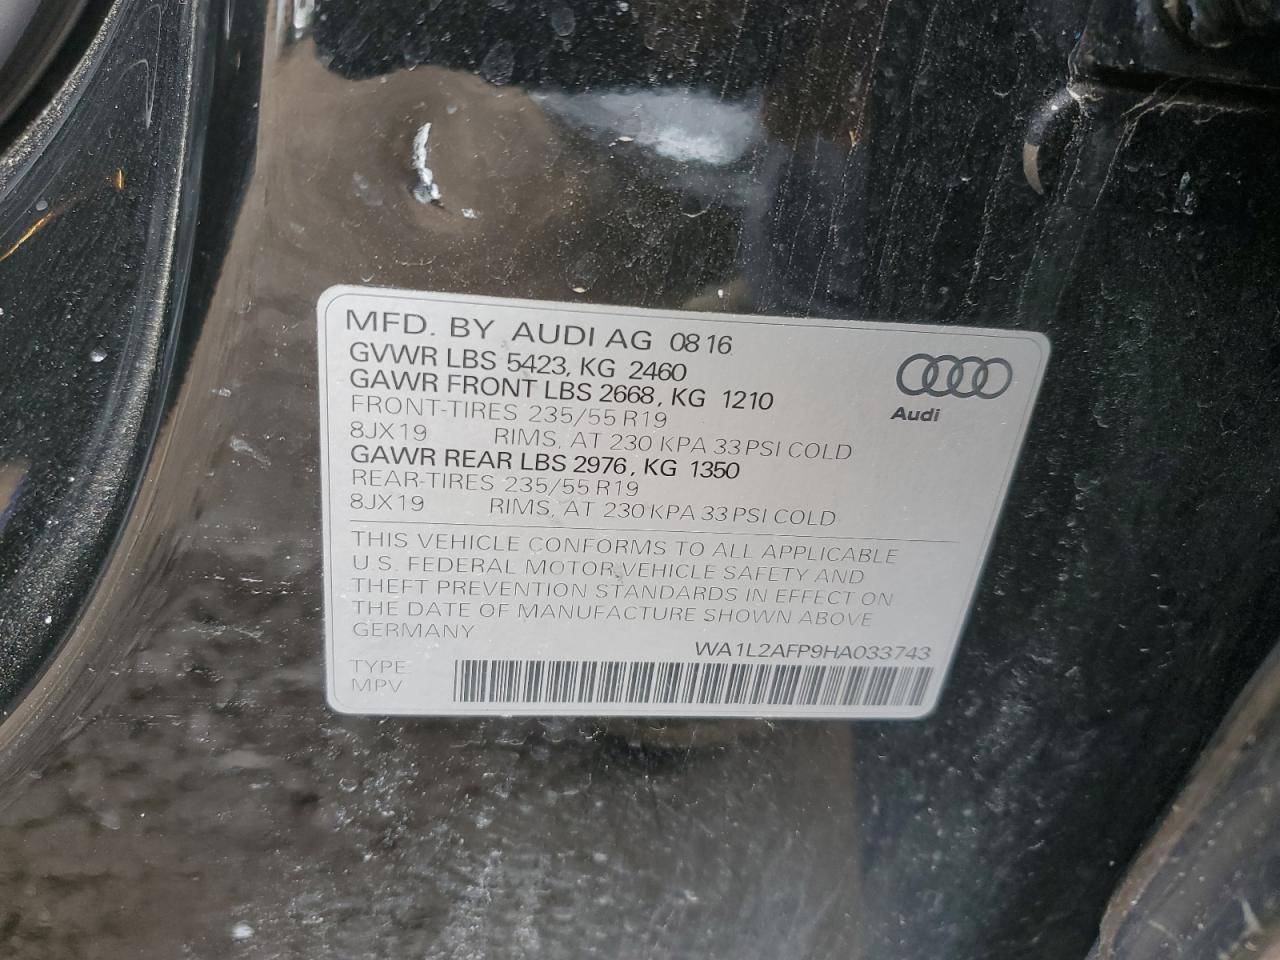 MFD. BY AUDI AG 08 16
GVWR LBS 5423, KG 2460
GAWR FRONT LBS 2668, KG 1210
FRONT-TIRES 235/55 R19
8JX19 RIMS, AT 230 KPA 33 PSI COLD
GAWR REAR LBS 2976, KG 1350
REAR-TIRES 235/55 R19
8JX19 RIMS, AT 230 KPA 33 PSI COLD
Audi
THIS VEHICLE CONFORMS TO ALL APPLICABLE
U.S. FEDERAL MOTOR VEHICLE SAFETY AND
THEFT PREVENTION STANDARDS IN EFFECT ON
THE DATE OF MANUFACTURE SHOWN ABOVE
GERMANY
WA1L2AFP9HA033743
TYPE
MPV